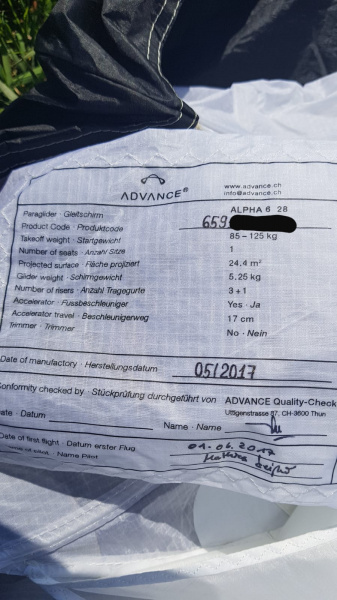 ADVANCE®
www.advance.ch
info@advance.ch
Paraglider · Gleitschirm ALPHA 6 28
Product Code · Produktcode 659
Takeoff weight · Startgewicht 85 – 125 kg
Number of seats · Anzahl Sitze 1
Projected surface · Fläche projiziert 24,4 m²
Glider weight · Schirmgewicht 5,25 kg
Number of risers · Anzahl Tragegurte 3 + 1
Accelerator · Fussbeschleuniger Yes · Ja
Accelerator travel · Beschleunigerweg 17 cm
Trimmer · Trimmer No · Nein
Date of manufactory · Herstellungsdatum 05/2017
Conformity checked by · Stückprüfung durchgeführt von ADVANCE Quality-Check
Uttigenstrasse 87, CH-3600 Thun
Date · Datum Name · Name
Date of first flight · Datum erster Flug 01.06.2017
Name Pilot